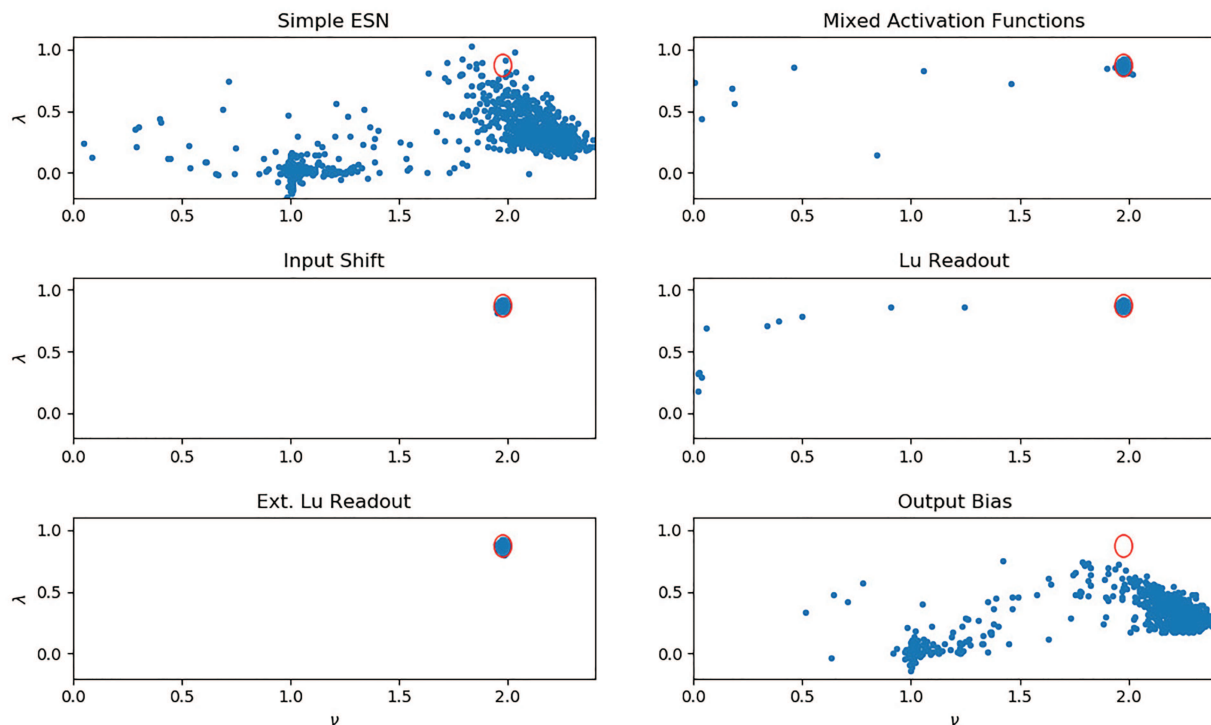 Simple ESN
Mixed Activation Functions
1.0
0.5
0.0
λ
0.0 0.5 1.0 1.5 2.0
1.0
0.5
0.0
0.0 0.5 1.0 1.5 2.0
Input Shift
Lu Readout
1.0
0.5
0.0
λ
0.0 0.5 1.0 1.5 2.0
1.0
0.5
0.0
0.0 0.5 1.0 1.5 2.0
Ext. Lu Readout
Output Bias
1.0
0.5
0.0
λ
0.0 0.5 1.0 1.5 2.0
ν
1.0
0.5
0.0
0.0 0.5 1.0 1.5 2.0
ν